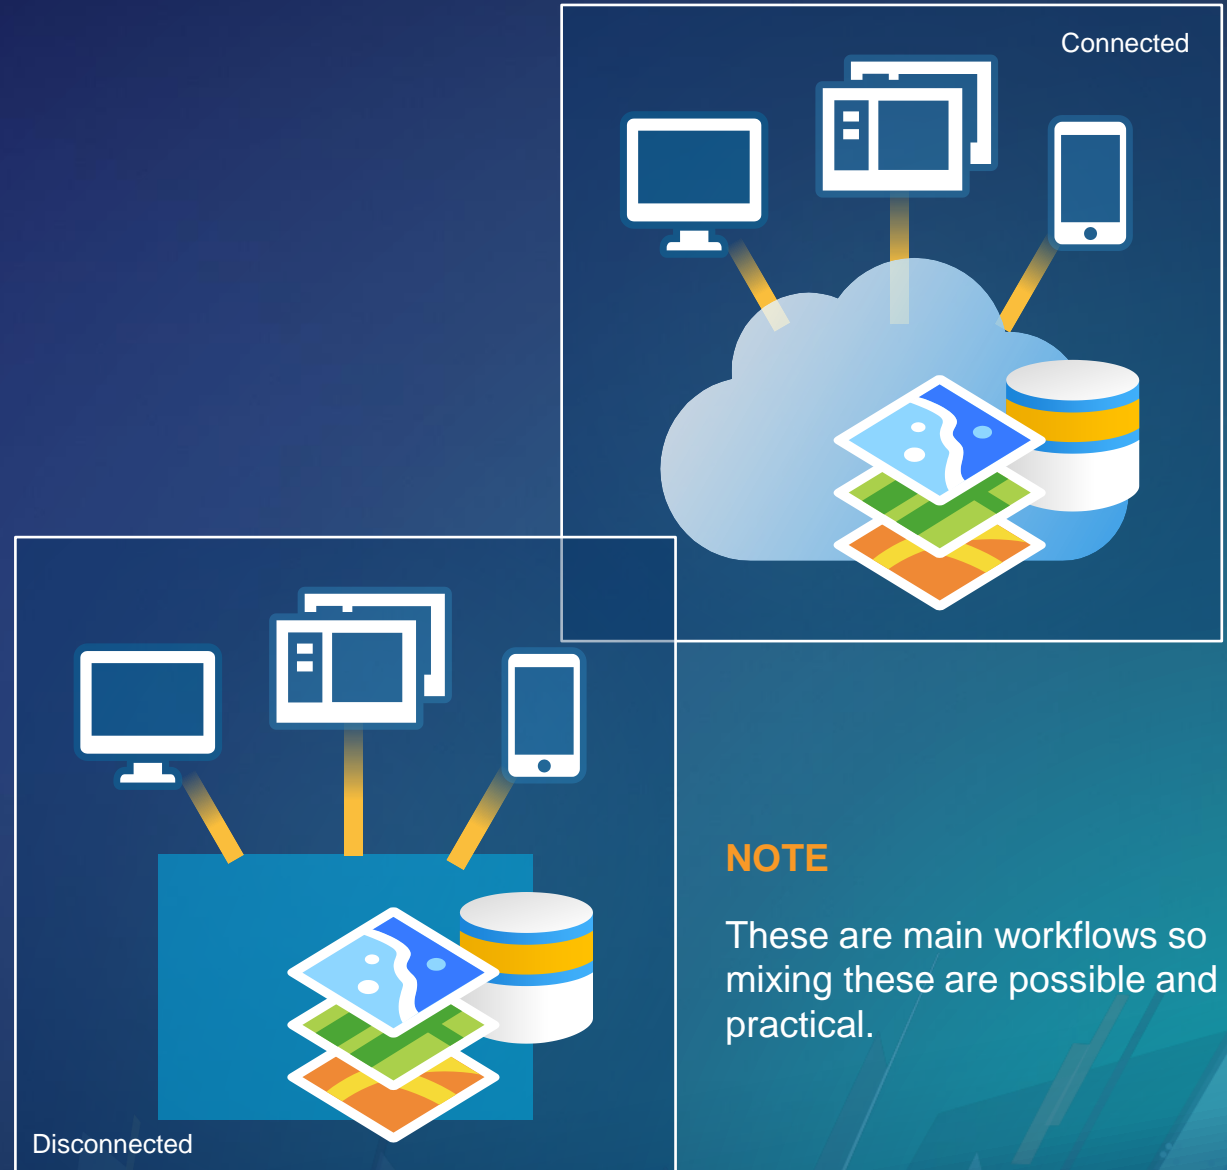 Connected
NOTE
These are main workflows so
mixing these are possible and
practical.
Disconnected